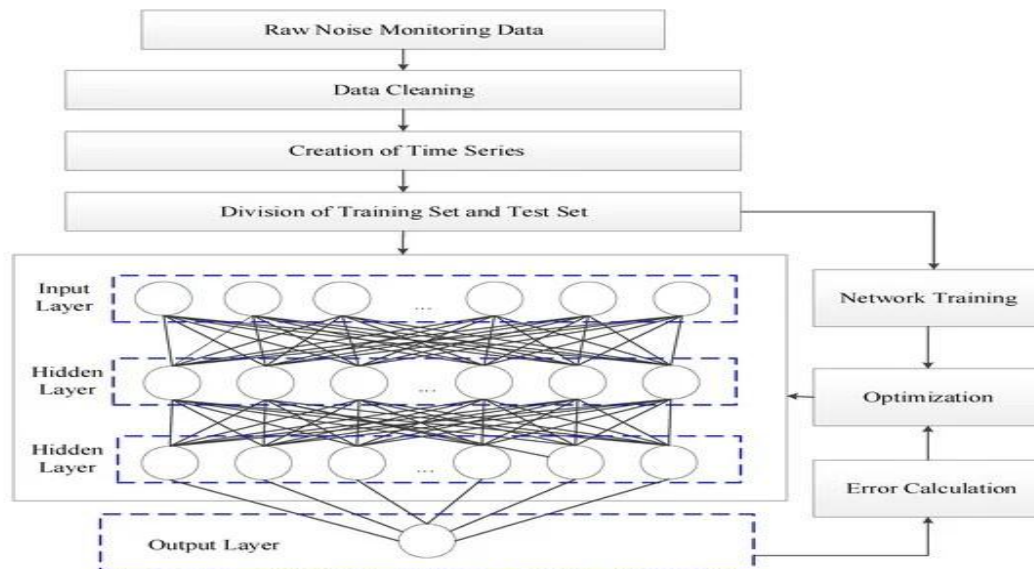 Raw Noise Monitoring Data
Data Cleaning
Creation of Time Series
Division of Training Set and Test Set
Input
Layer
...
Hidden
Layer
...
Hidden
Layer
...
Output Layer
Network Training
Optimization
Error Calculation